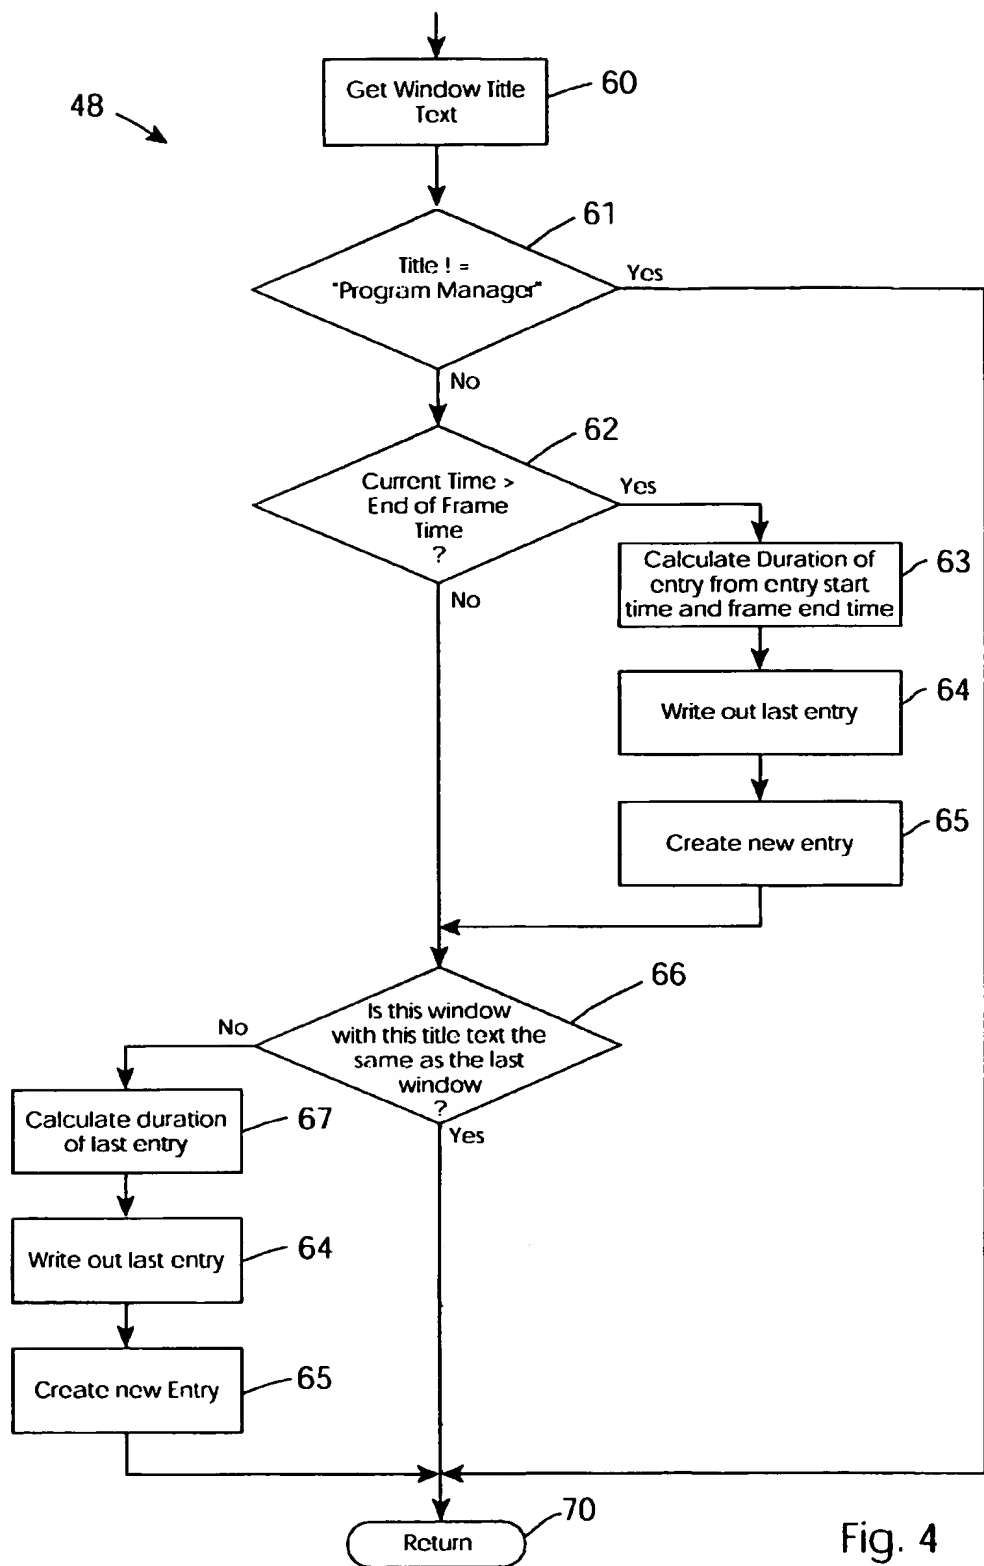 48
Get Window Title
Text
60
61
Title ! =
"Program Manager"
Yes
No
62
Current Time >
End of Frame
Time
?
Yes
No
Calculate Duration of
entry from entry start
time and frame end time
63
Write out last entry
64
Create new entry
65
66
Is this window
with this title text the
same as the last
window
?
No
Yes
Calculate duration
of last entry
67
Write out last entry
64
Create new Entry
65
Return
70
Fig. 4